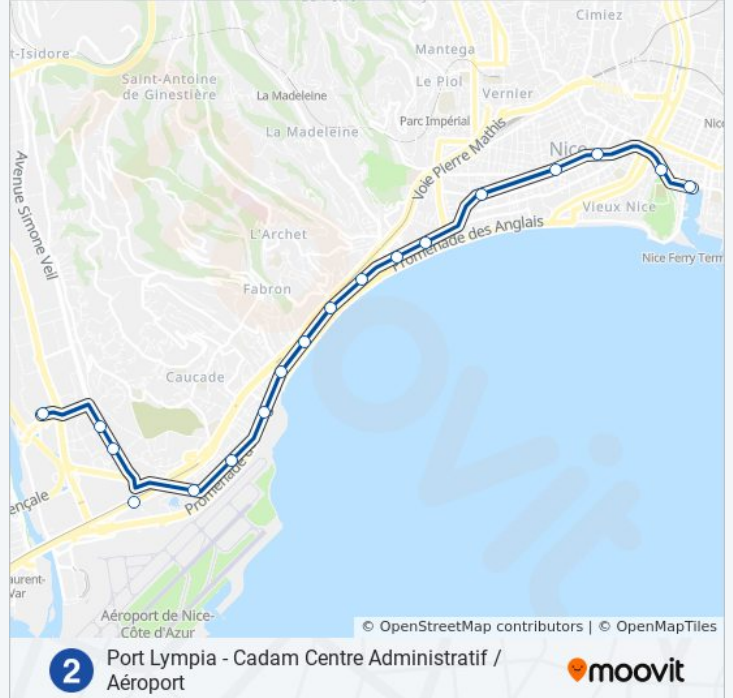 Cimiez
t-Isidore
Mantega
Saint-Antoine
de Ginestière
Le Piol
La Madeleine
Vernier
Parc Impérial
La Madeleine
Nice
Nice
Voie Pierre Mathis
Avenue Simone Veil
Vieux Nice
L'Archet
Promenade des Anglais
Nice Ferry Term
Fabron
Caucade
Promenade d
ençale
aurent-
Var
Aéroport de Nice-
Côte d'Azur
© OpenStreetMap contributors | © OpenMapTiles
2
Port Lympia - Cadam Centre Administratif /
Aéroport
moovit